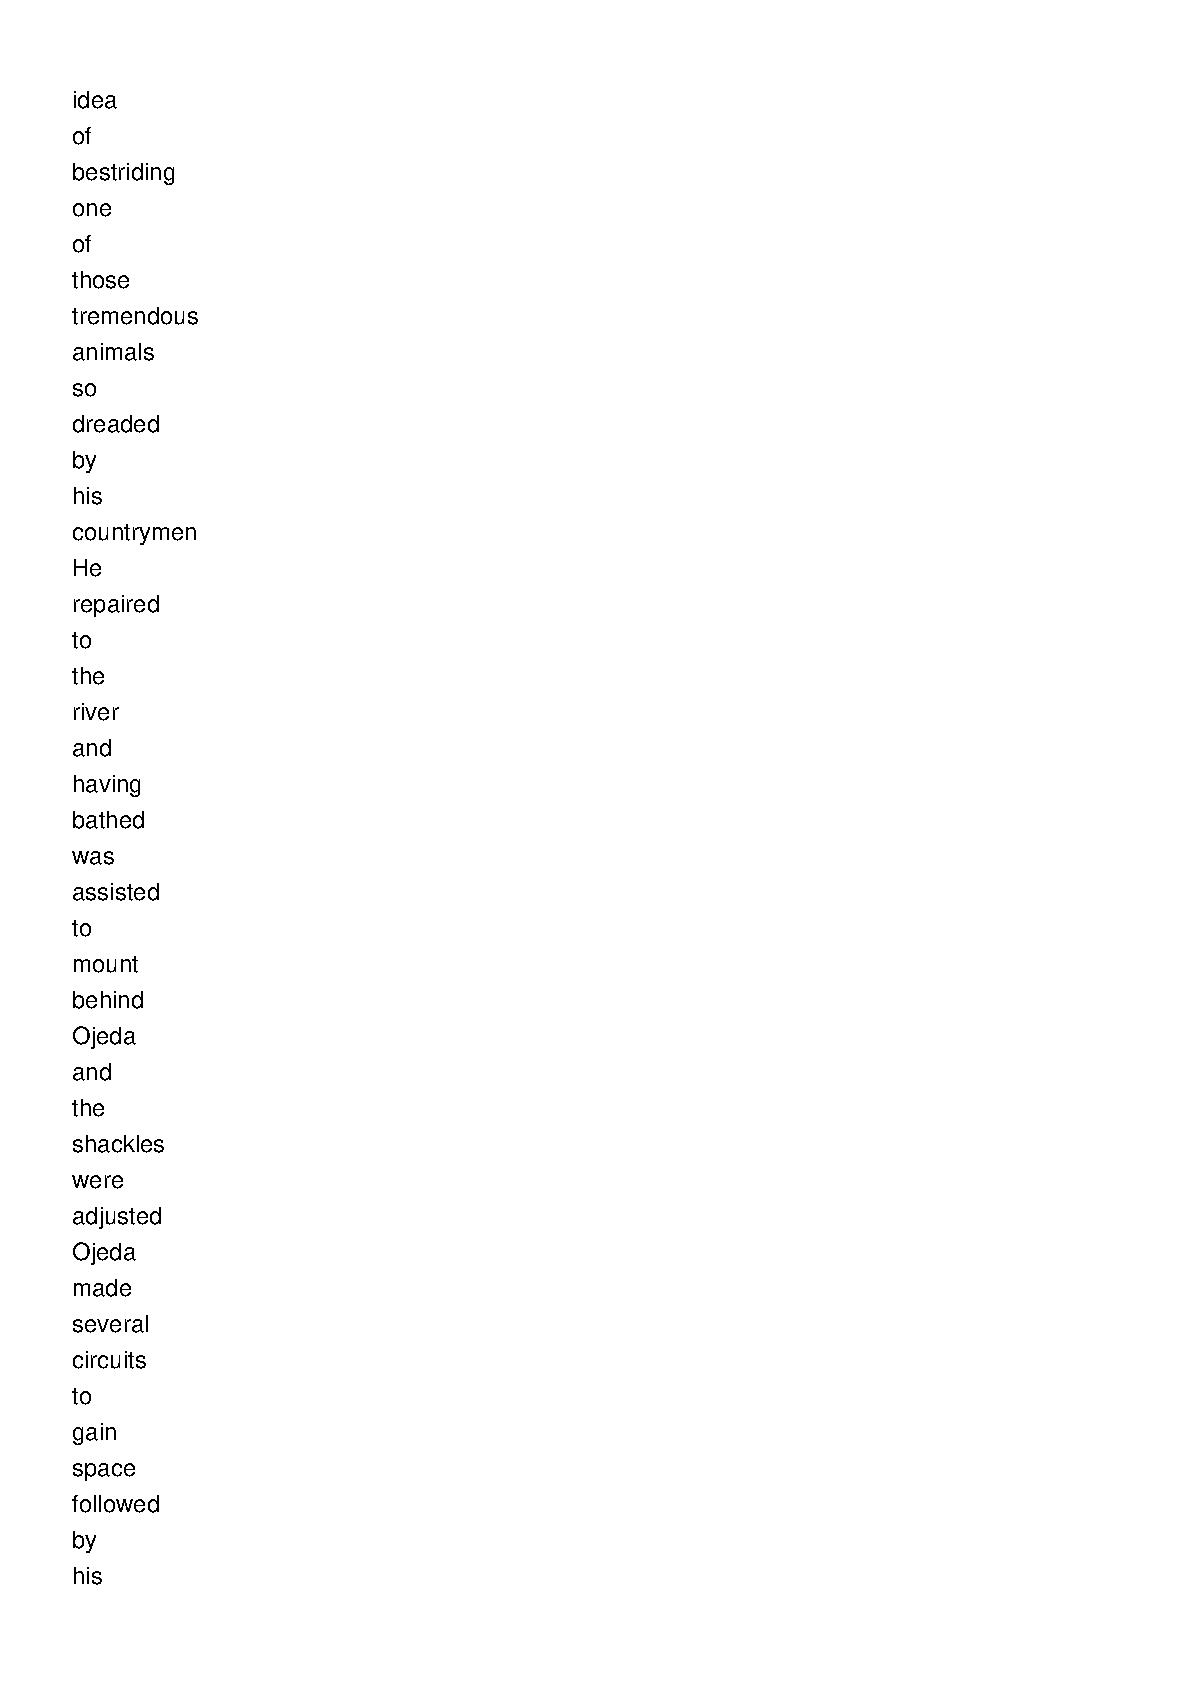 idea
of
bestriding
one
of
those
tremendous
animals
so
dreaded
by
his
countrymen
He
repaired
to
the
river
and
having
bathed
was
assisted
to
mount
behind
Ojeda
and
the
shackles
were
adjusted
Ojeda
made
several
circuits
to
gain
space
followed
by
his